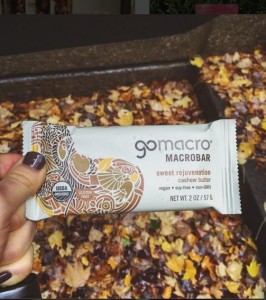 gomacro
MACROBAR
sweet rejuvenation
cashew butter
vegan • soy-free • non-GMO
NET WT. 2 OZ / 57 G
USDA
ORGANIC